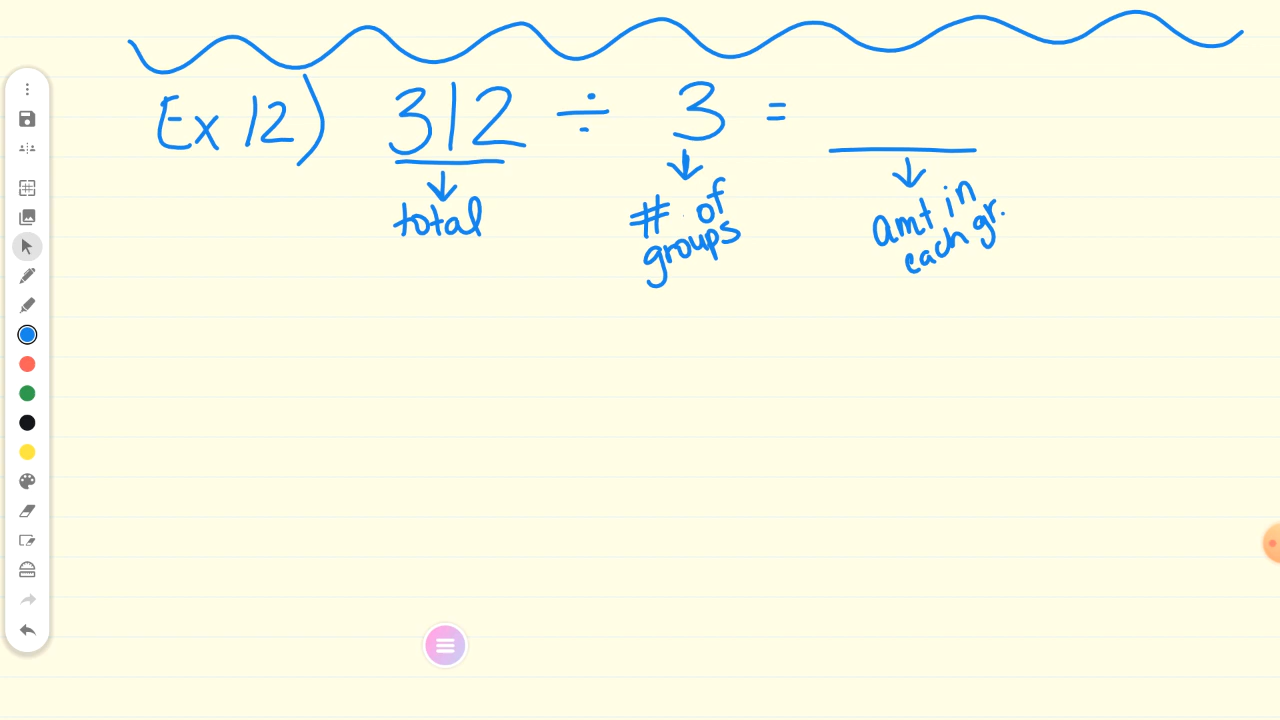 Ex 12) 312 ÷ 3 = ____
total
# of
groups
amt in
each gr.